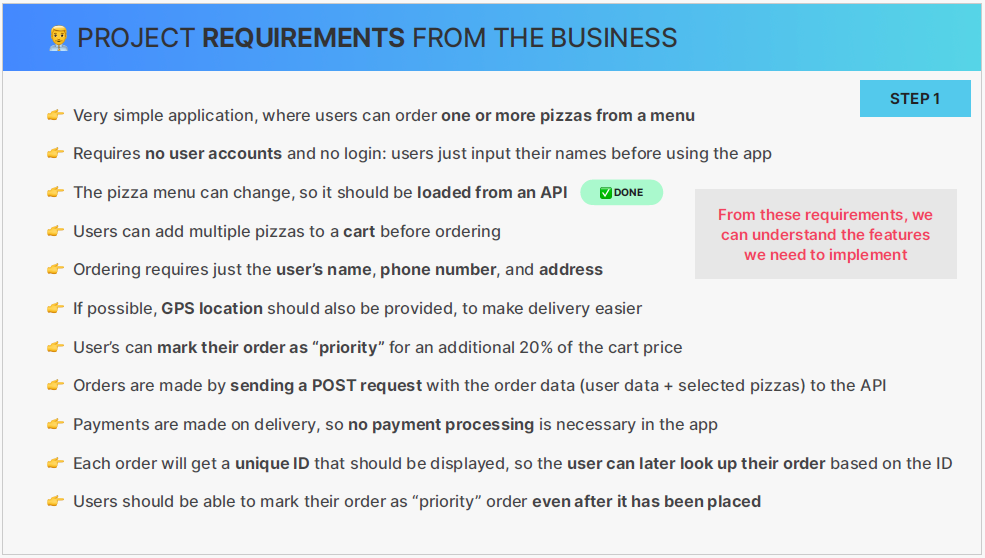 PROJECT REQUIREMENTS FROM THE BUSINESS
STEP 1
Very simple application, where users can order one or more pizzas from a menu
Requires no user accounts and no login: users just input their names before using the app
The pizza menu can change, so it should be loaded from an API
DONE
Users can add multiple pizzas to a cart before ordering
Ordering requires just the user’s name, phone number, and address
If possible, GPS location should also be provided, to make delivery easier
User’s can mark their order as “priority” for an additional 20% of the cart price
Orders are made by sending a POST request with the order data (user data + selected pizzas) to the API
Payments are made on delivery, so no payment processing is necessary in the app
Each order will get a unique ID that should be displayed, so the user can later look up their order based on the ID
Users should be able to mark their order as “priority” order even after it has been placed
From these requirements, we
can understand the features
we need to implement